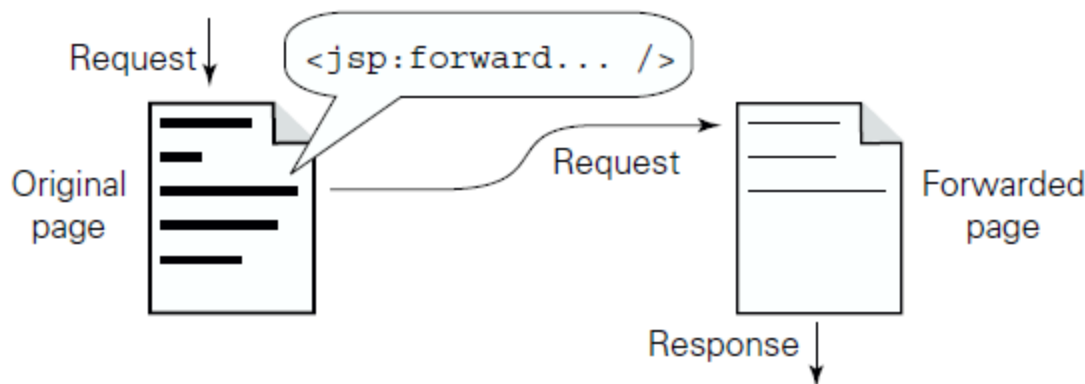 Request
<jsp:forward... />
Original
page
Request
Forwarded
page
Response